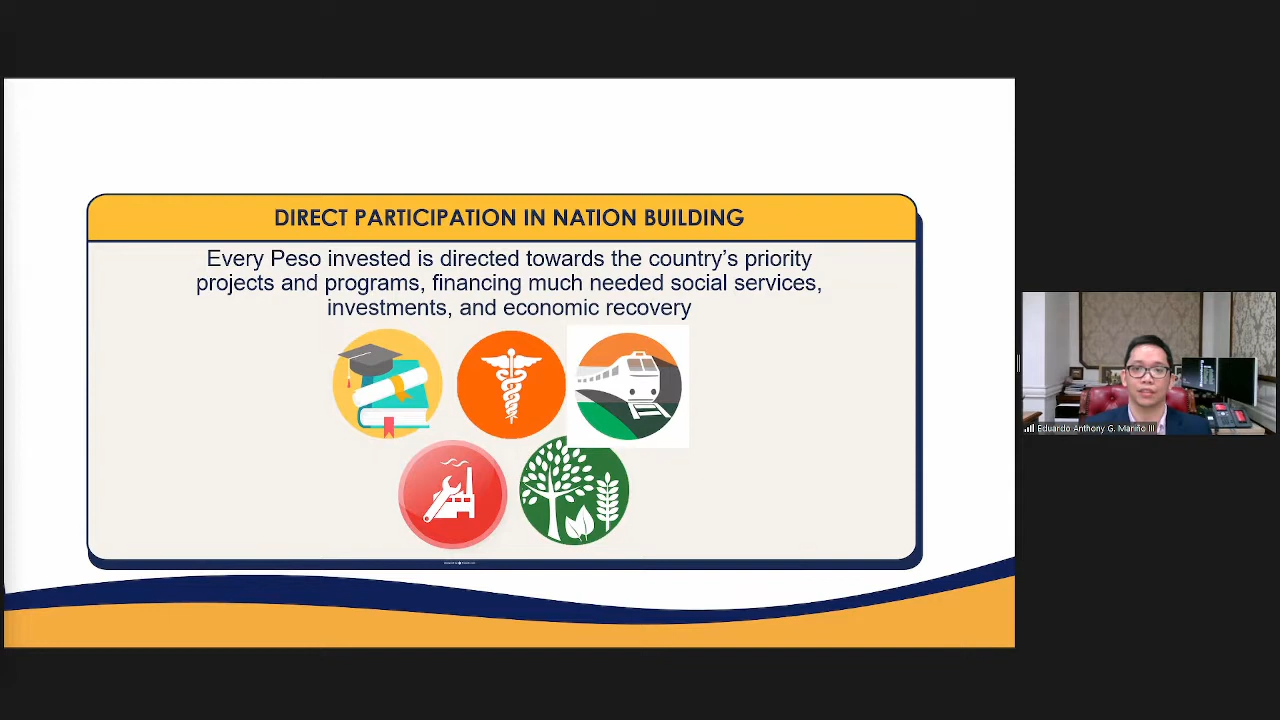 DIRECT PARTICIPATION IN NATION BUILDING
Every Peso invested is directed towards the country's priority
projects and programs, financing much needed social services,
investments, and economic recovery
Eduardo Anthony G. Mariño III